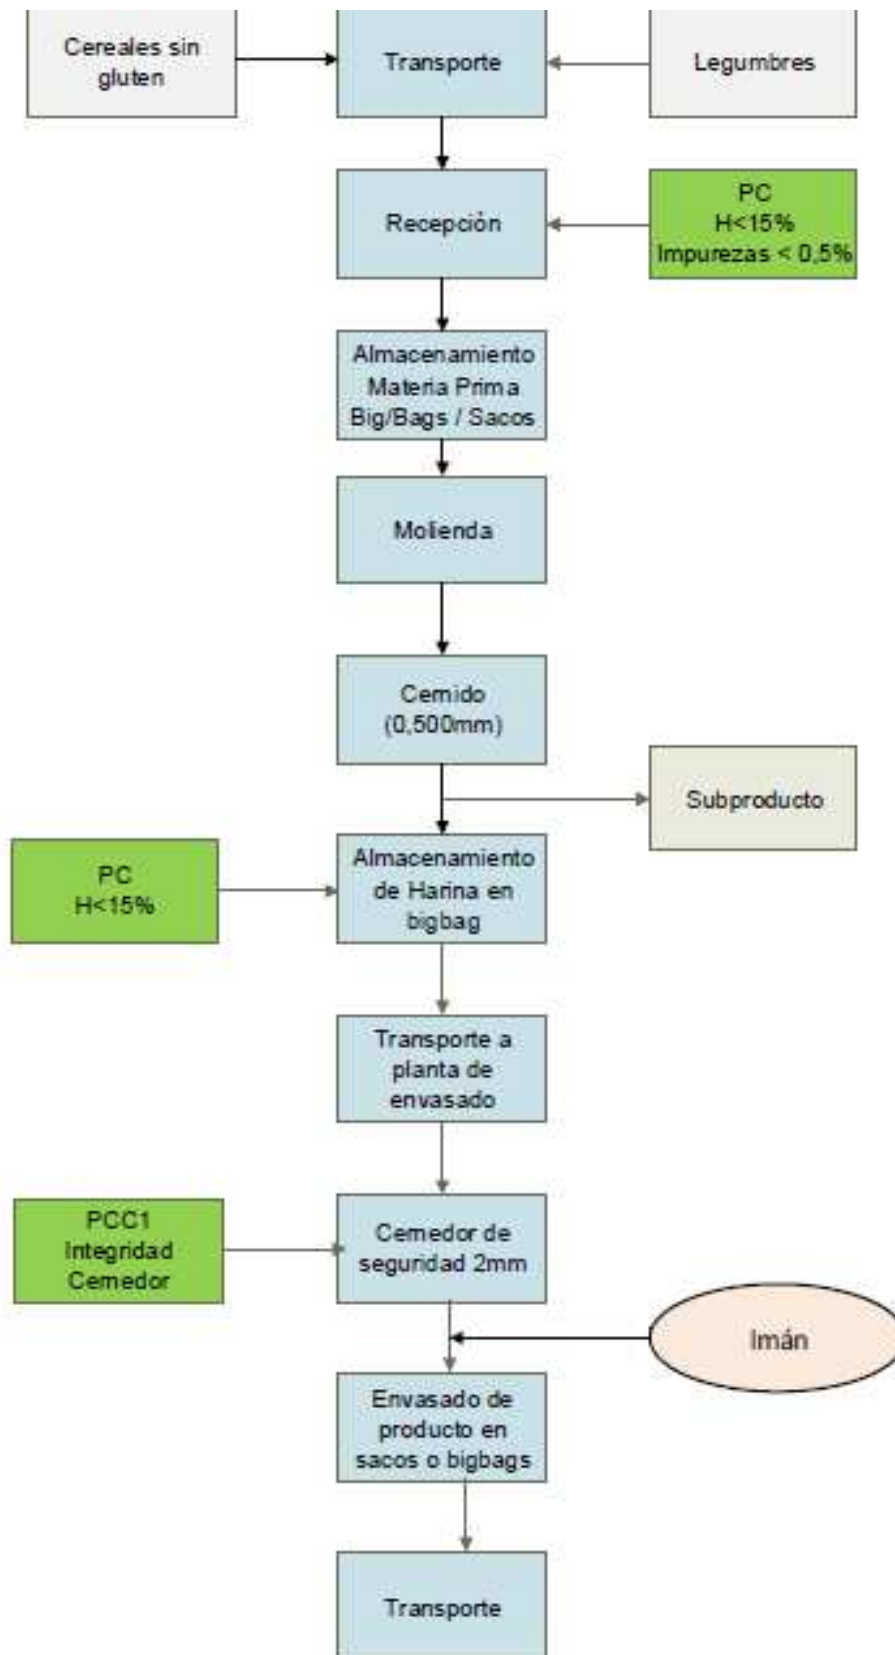 Cereales sin
gluten
Transporte
Legumbres
Recepción
PC
H<15%
Impurezas < 0,5%
Almacenamiento
Materia Prima
Big/Bags / Sacos
Molienda
Cernido
(0,500mm)
Subproducto
PC
H<15%
Almacenamiento
de Harina en
bigbag
Transporte a
planta de
envasado
PCC1
Integridad
Cernedor
Cernedor de
seguridad 2mm
Imán
Envasado de
producto en
sacos o bigbags
Transporte